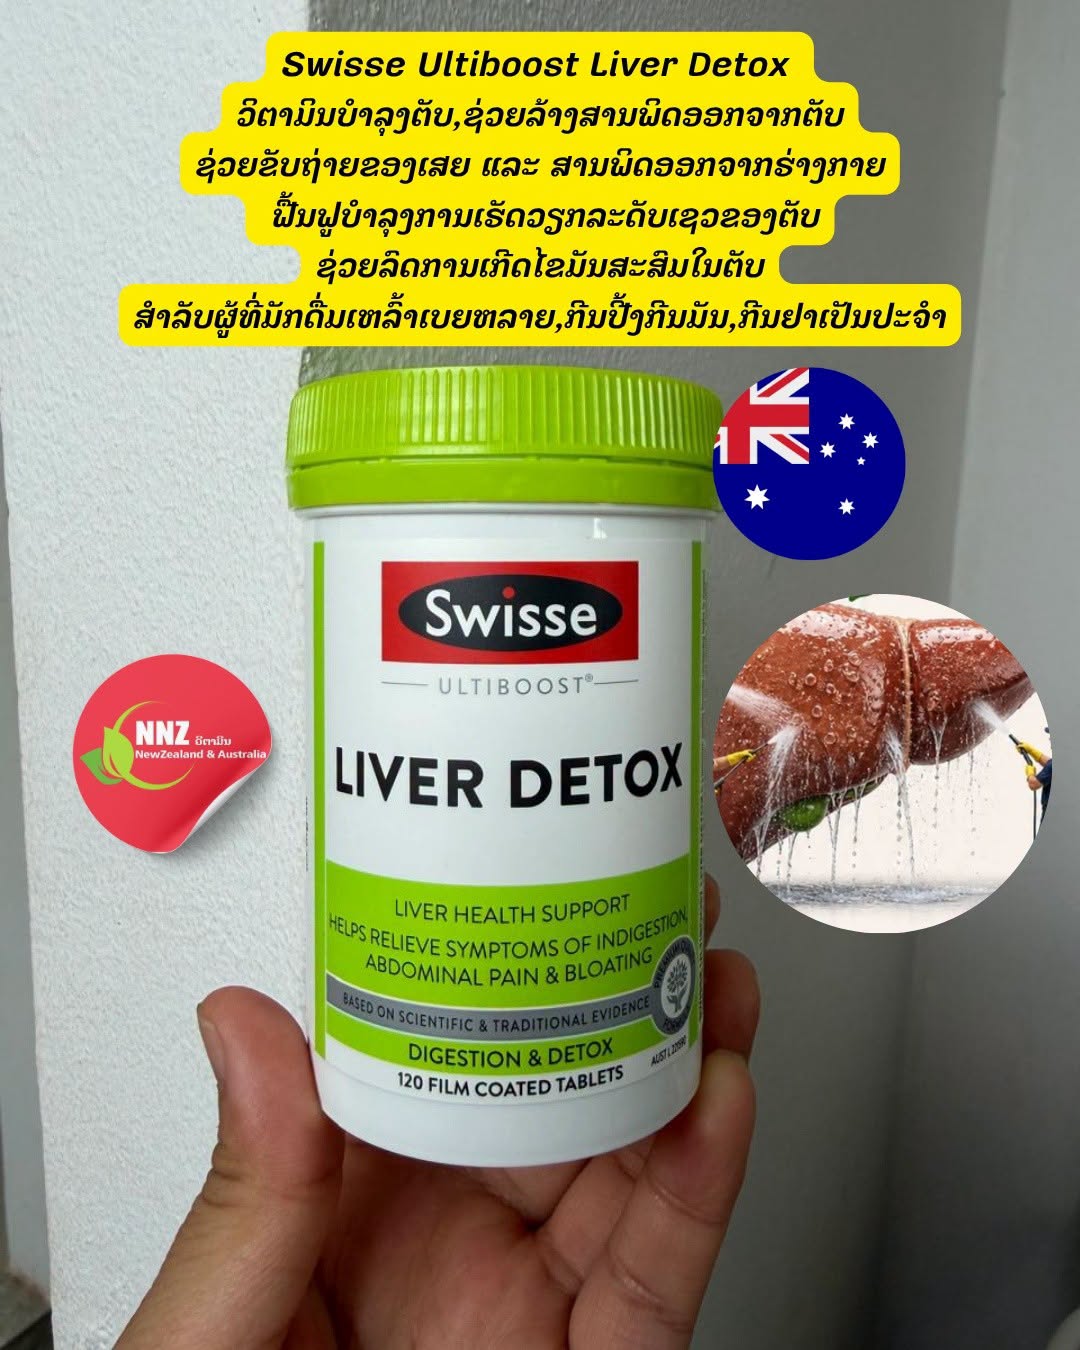 Swisse Ultiboost Liver Detox
ວິຕາມິນບຳລຸງຕັບ,ຊ່ວຍລ້າງສານພິດອອກຈາກຕັບ
ຊ່ວຍຂັບຖ່າຍຂອງເສຍ ແລະ ສານພິດອອກຈາກຮ່າງກາຍ
ຟື້ນຟູບຳລຸງການເຮັດວຽກລະດັບເຊວຂອງຕັບ
ຊ່ວຍລົດການເກີດໄຂມັນສະສົມໃນຕັບ
ສຳລັບຜູ້ທີ່ມັກດື່ມເຫລົ້າເບຍຫລາຍ,ກີນປີ້ງກີນມັນ,ກີນຢາເປັນປະຈຳ
Swisse
ULTIBOOST®
LIVER DETOX
NNZ ວິຕາມິນ
NewZealand & Australia
LIVER HEALTH SUPPORT
HELPS RELIEVE SYMPTOMS OF INDIGESTION,
ABDOMINAL PAIN & BLOATING
BASED ON SCIENTIFIC & TRADITIONAL EVIDENCE
DIGESTION & DETOX
120 FILM COATED TABLETS